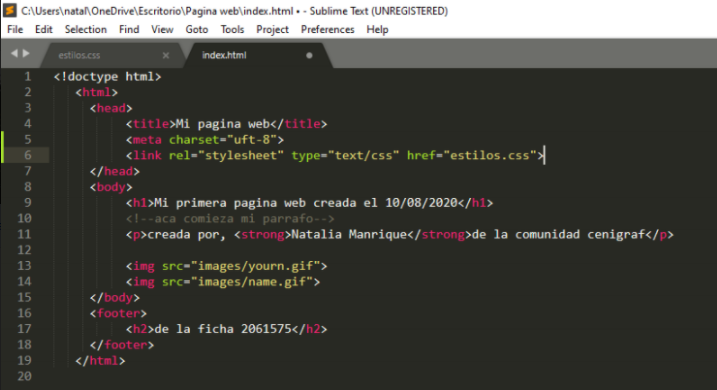 C:\Users\natal\OneDrive\Escritorio\Pagina web\index.html • - Sublime Text (UNREGISTERED)
File Edit Selection Find View Goto Tools Project Preferences Help
estilos.css × index.html
1 <!doctype html>
2 <html>
3 <head>
4 <title>Mi pagina web</title>
5 <meta charset="uft-8">
6 <link rel="stylesheet" type="text/css" href="estilos.css">
7 </head>
8 <body>
9 <h1>Mi primera pagina web creada el 10/08/2020</h1>
10 <!--aca comieza mi parrafo-->
11 <p>creada por, <strong>Natalia Manrique</strong>de la comunidad cenigraf</p>
12
13 <img src="images/yourn.gif">
14 <img src="images/name.gif">
15 </body>
16 <footer>
17 <h2>de la ficha 2061575</h2>
18 </footer>
19 </html>
20